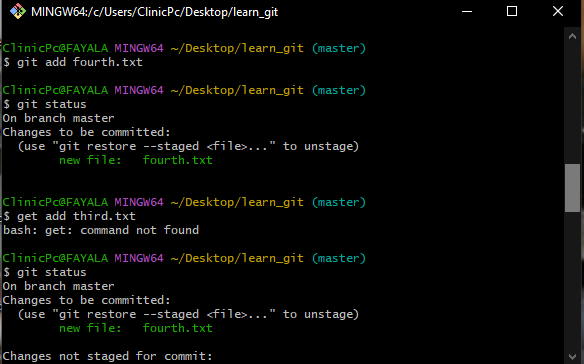 MINGW64:/c/Users/ClinicPc/Desktop/learn_git
ClinicPc@FAYALA MINGW64 ~/Desktop/learn_git (master)
$ git add fourth.txt
ClinicPc@FAYALA MINGW64 ~/Desktop/learn_git (master)
$ git status
On branch master
Changes to be committed:
  (use "git restore --staged <file>..." to unstage)
        new file:   fourth.txt
ClinicPc@FAYALA MINGW64 ~/Desktop/learn_git (master)
$ get add third.txt
bash: get: command not found
ClinicPc@FAYALA MINGW64 ~/Desktop/learn_git (master)
$ git status
On branch master
Changes to be committed:
  (use "git restore --staged <file>..." to unstage)
        new file:   fourth.txt
Changes not staged for commit: